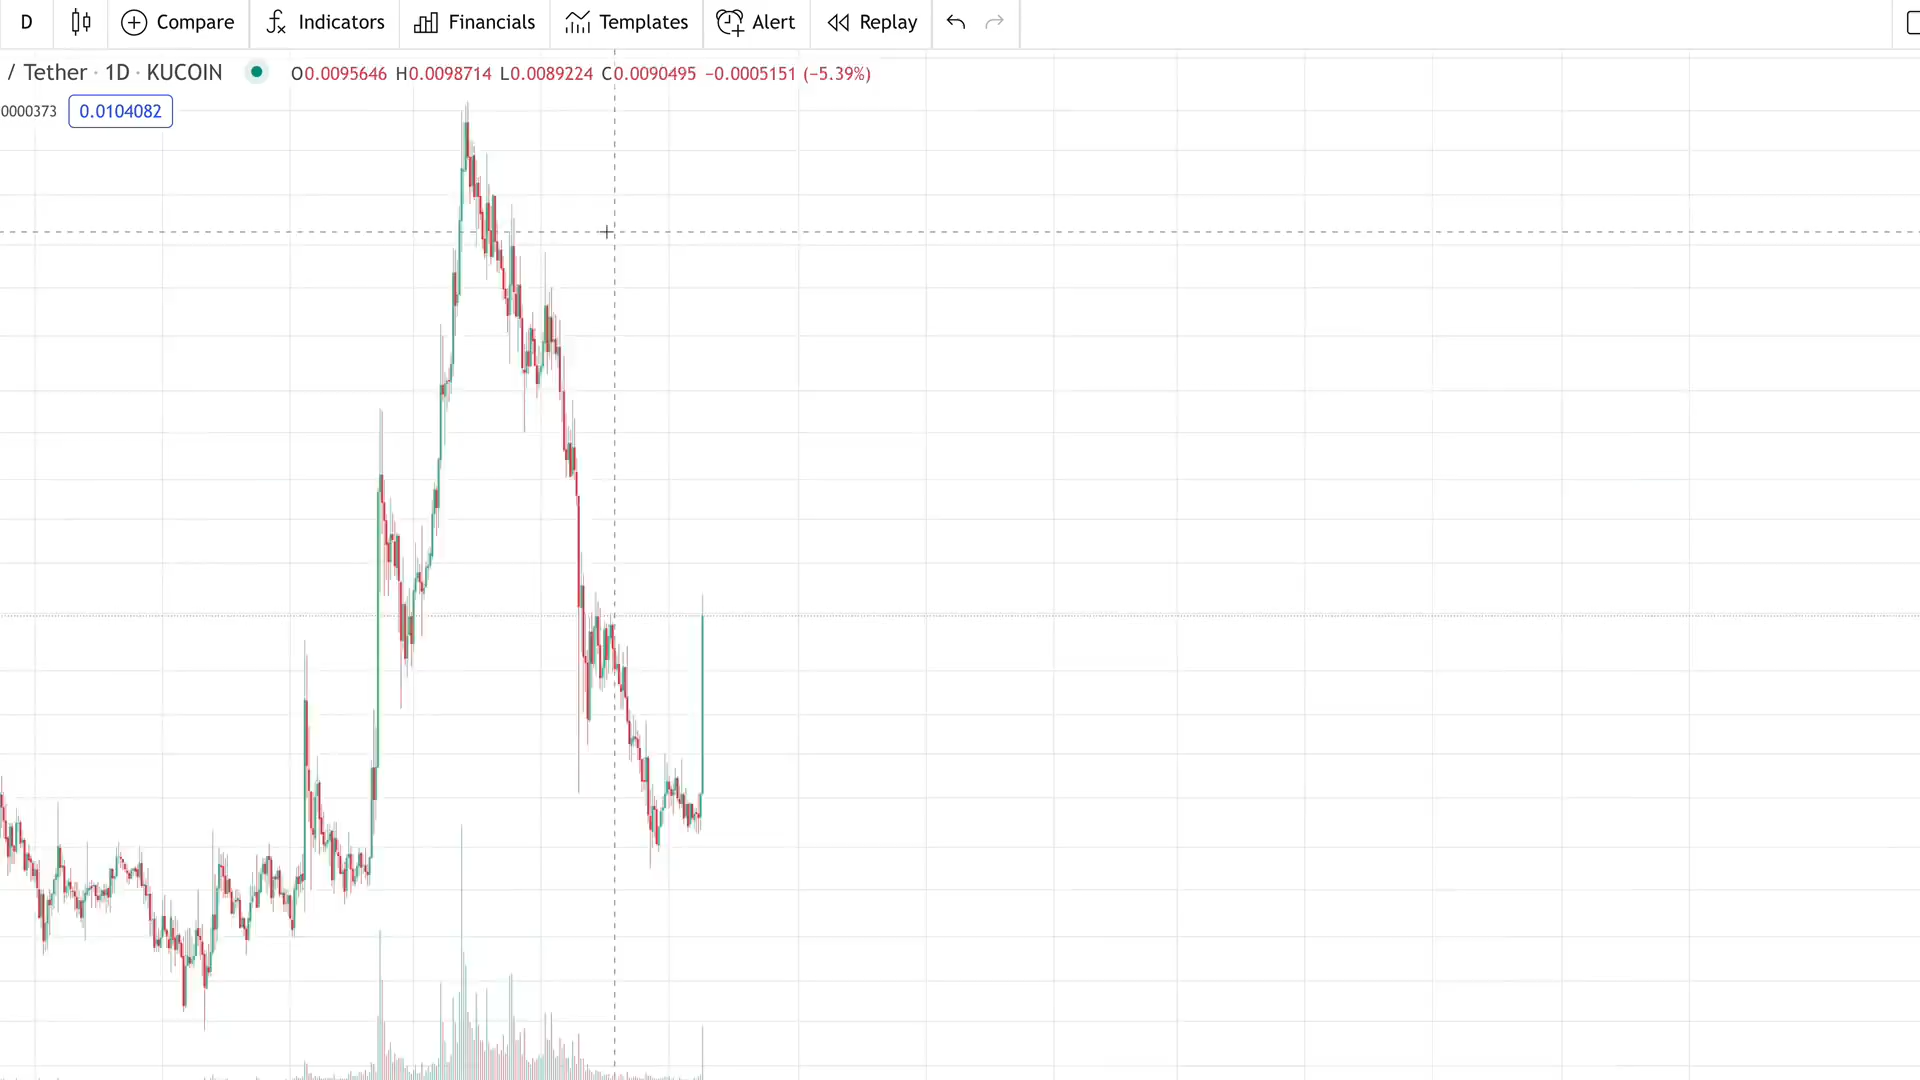 D Compare Indicators Financials Templates Alert Replay
/ Tether · 1D · KUCOIN O0.0095646 H0.0098714 L0.0089224 C0.0090495 −0.0005151 (−5.39%)
0000373 0.0104082